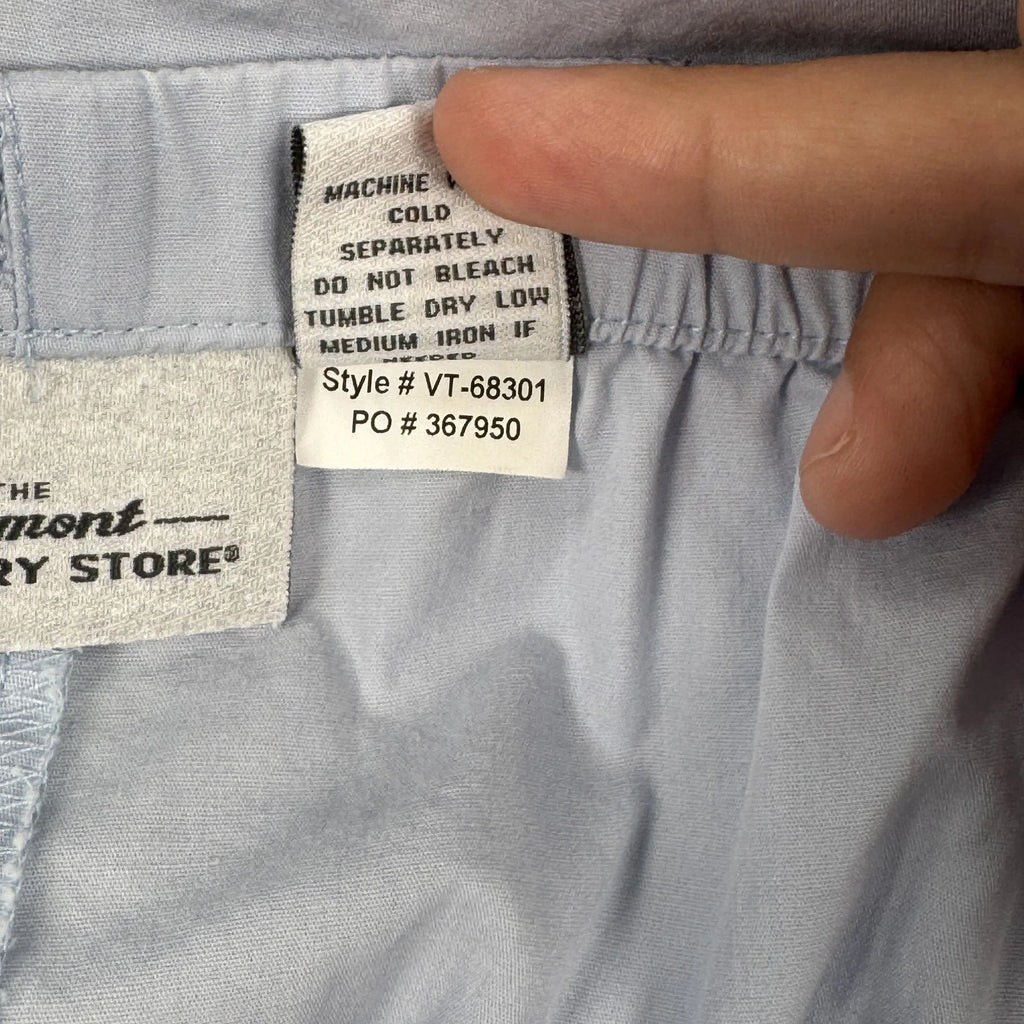 MACHINE
COLD
SEPARATELY
DO NOT BLEACH
TUMBLE DRY LOW
MEDIUM IRON IF
NEEDED
Style # VT-68301
PO # 367950
THE
mont
RY STORE®